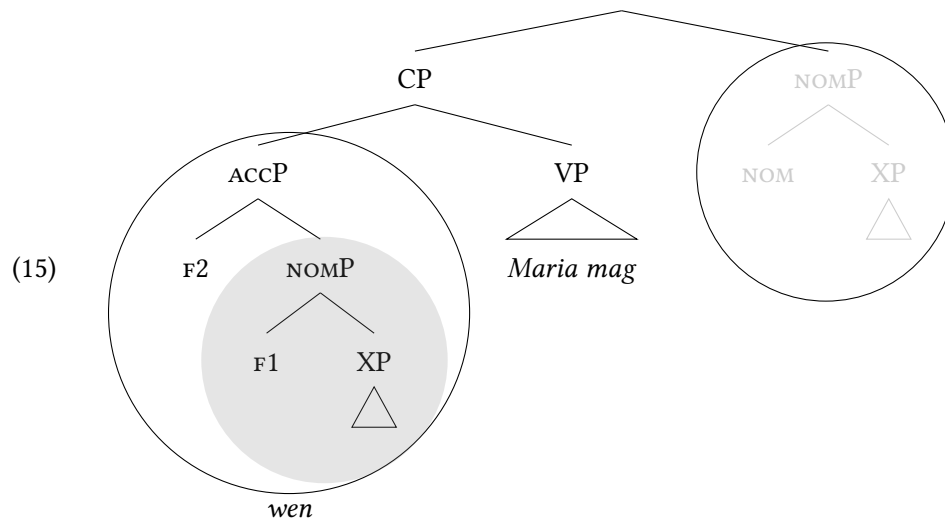 CP
NOMP
ACCP
VP
NOM
XP
(15)
F2
NOMP
Maria mag
F1
XP
wen